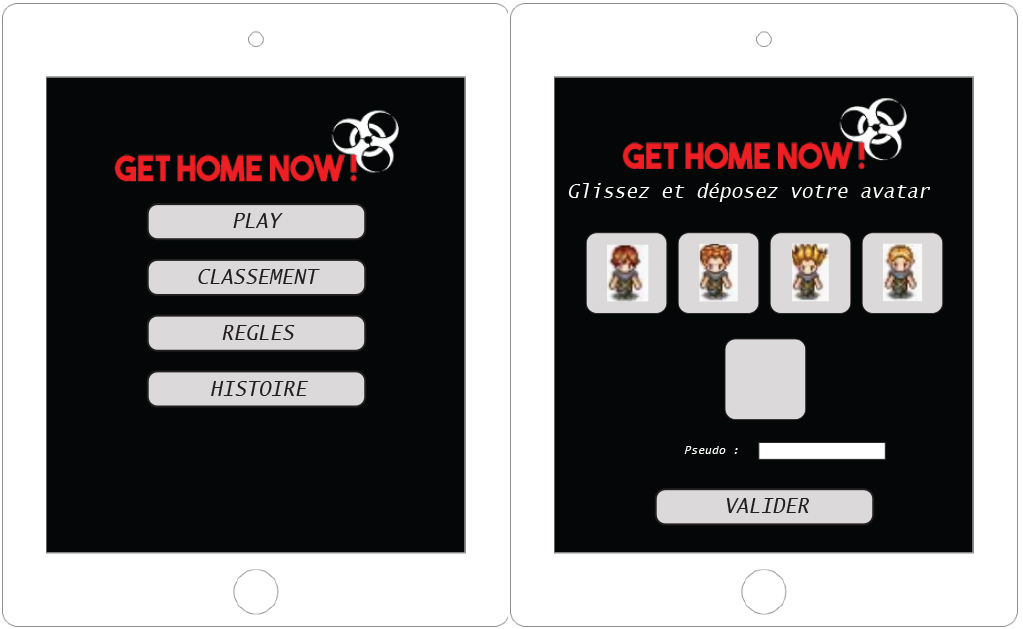 GET HOME NOW !
PLAY
CLASSEMENT
REGLES
HISTOIRE
GET HOME NOW !
Glissez et déposez votre avatar
Pseudo :
VALIDER